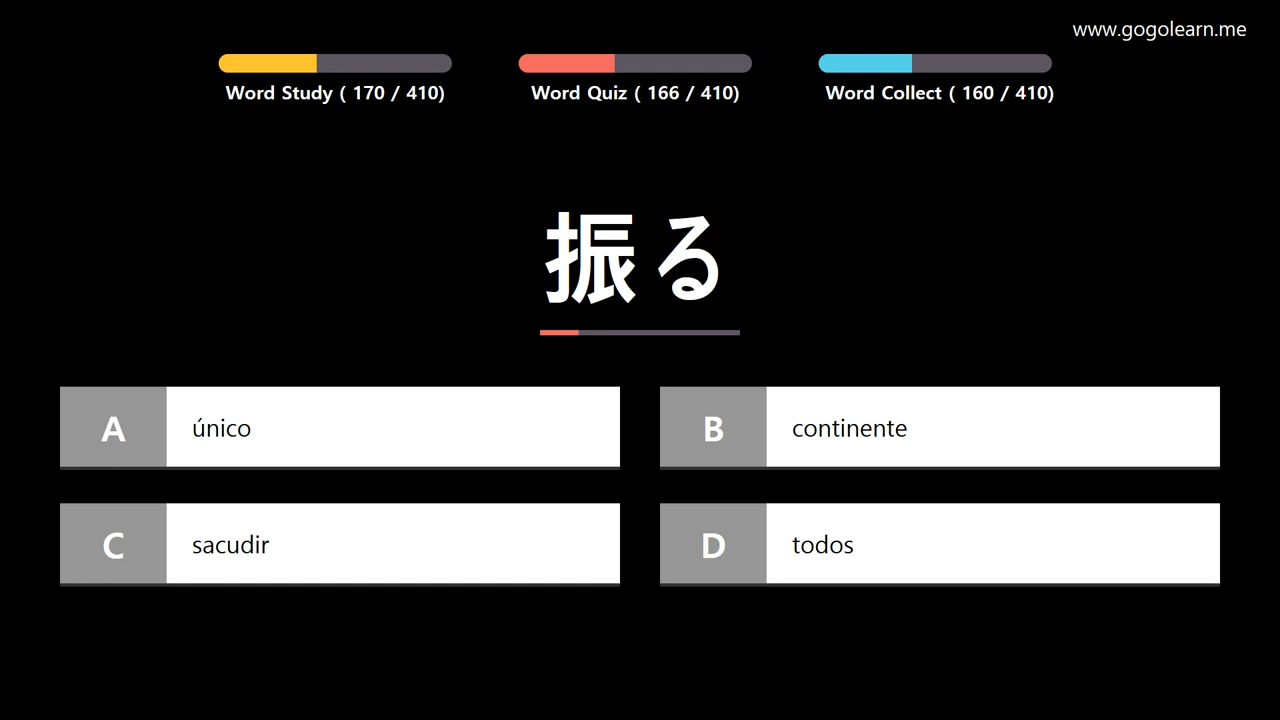 www.gogolearn.me
Word Study ( 170 / 410)
Word Quiz ( 166 / 410)
Word Collect ( 160 / 410)
振る
A único
B continente
C sacudir
D todos